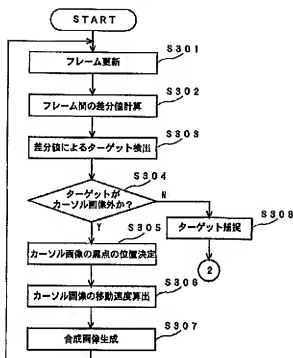 START
S301
フレーム更新
S302
フレーム間の差分値計算
S303
差分値によるターゲット検出
S304
ターゲットが
カーソル画像外か?
N
Y
S308
ターゲット捕捉
2
S305
カーソル画像の黒点の位置決定
S306
カーソル画像の移動速度算出
S307
合成画像生成